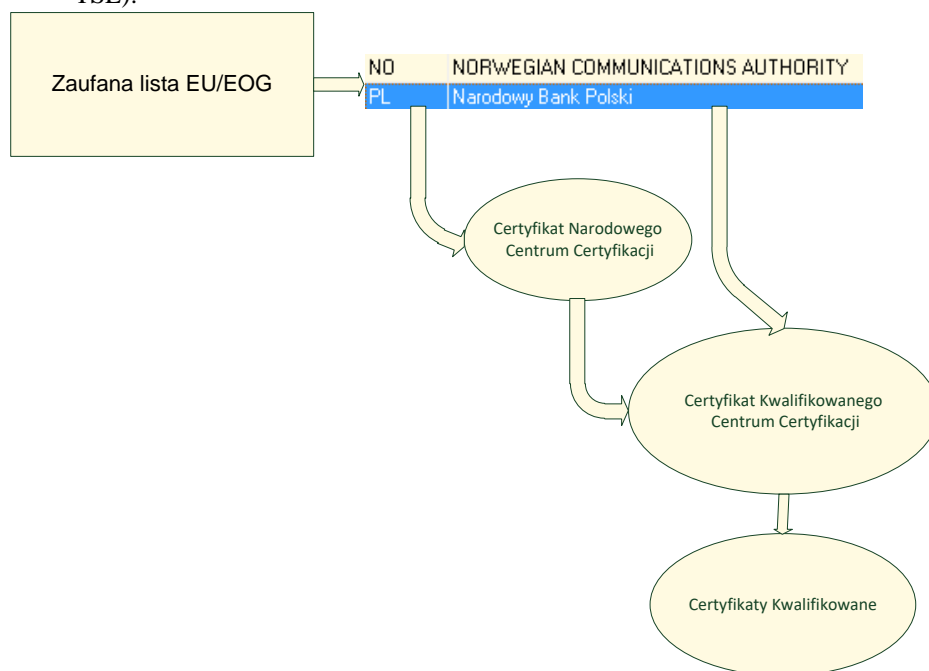 TSL).
Zaufana lista EU/EOG
NO NORWEGIAN COMMUNICATIONS AUTHORITY
PL Narodowy Bank Polski
Certyfikat Narodowego
Centrum Certyfikacji
Certyfikat Kwalifikowanego
Centrum Certyfikacji
Certyfikaty Kwalifikowane